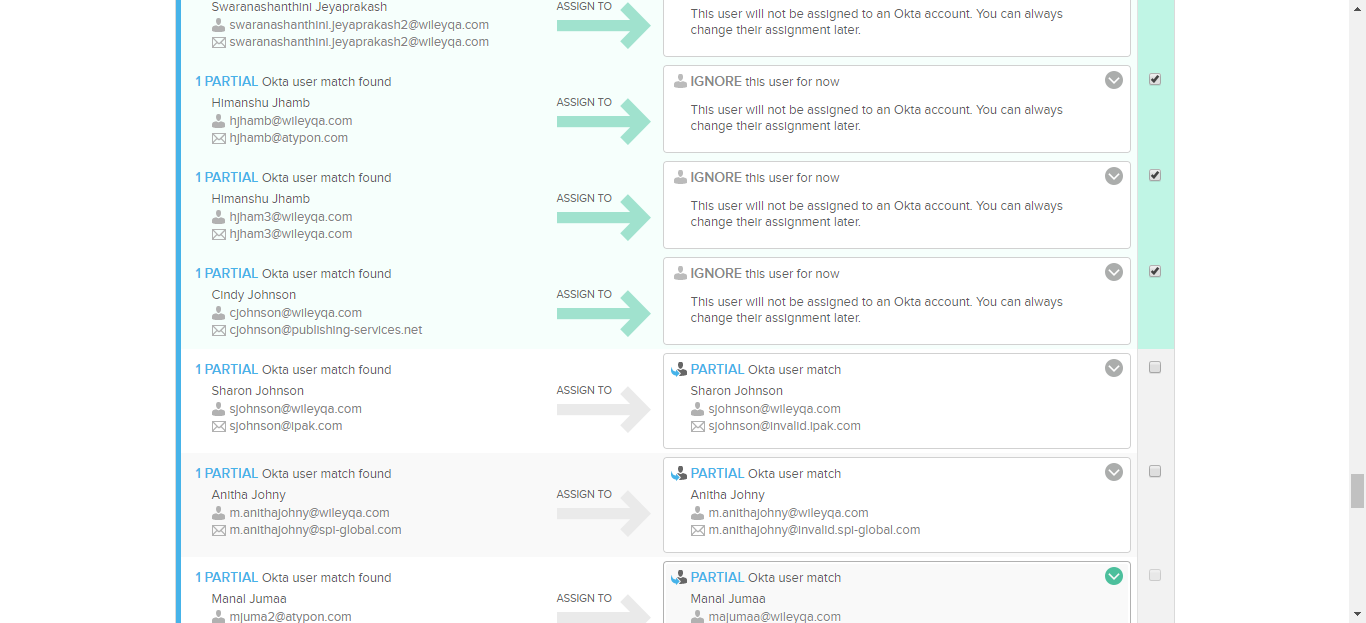 Swaranashanthini Jeyaprakash
swaranashanthini.jeyaprakash2@wileyqa.com
swaranashanthini.jeyaprakash2@wileyqa.com
ASSIGN TO
This user will not be assigned to an Okta account. You can always
change their assignment later.
1 PARTIAL Okta user match found
Himanshu Jhamb
hjhamb@wileyqa.com
hjhamb@atypon.com
ASSIGN TO
IGNORE this user for now
This user will not be assigned to an Okta account. You can always
change their assignment later.
1 PARTIAL Okta user match found
Himanshu Jhamb
hjham3@wileyqa.com
hjham3@wileyqa.com
ASSIGN TO
IGNORE this user for now
This user will not be assigned to an Okta account. You can always
change their assignment later.
1 PARTIAL Okta user match found
Cindy Johnson
cjohnson@wileyqa.com
cjohnson@publishing-services.net
ASSIGN TO
IGNORE this user for now
This user will not be assigned to an Okta account. You can always
change their assignment later.
1 PARTIAL Okta user match found
Sharon Johnson
sjohnson@wileyqa.com
sjohnson@ipak.com
ASSIGN TO
PARTIAL Okta user match
Sharon Johnson
sjohnson@wileyqa.com
sjohnson@invalid.ipak.com
1 PARTIAL Okta user match found
Anitha Johny
m.anithajohny@wileyqa.com
m.anithajohny@spi-global.com
ASSIGN TO
PARTIAL Okta user match
Anitha Johny
m.anithajohny@wileyqa.com
m.anithajohny@invalid.spi-global.com
1 PARTIAL Okta user match found
Manal Jumaa
mjuma2@atypon.com
ASSIGN TO
PARTIAL Okta user match
Manal Jumaa
majumaa@wileyqa.com